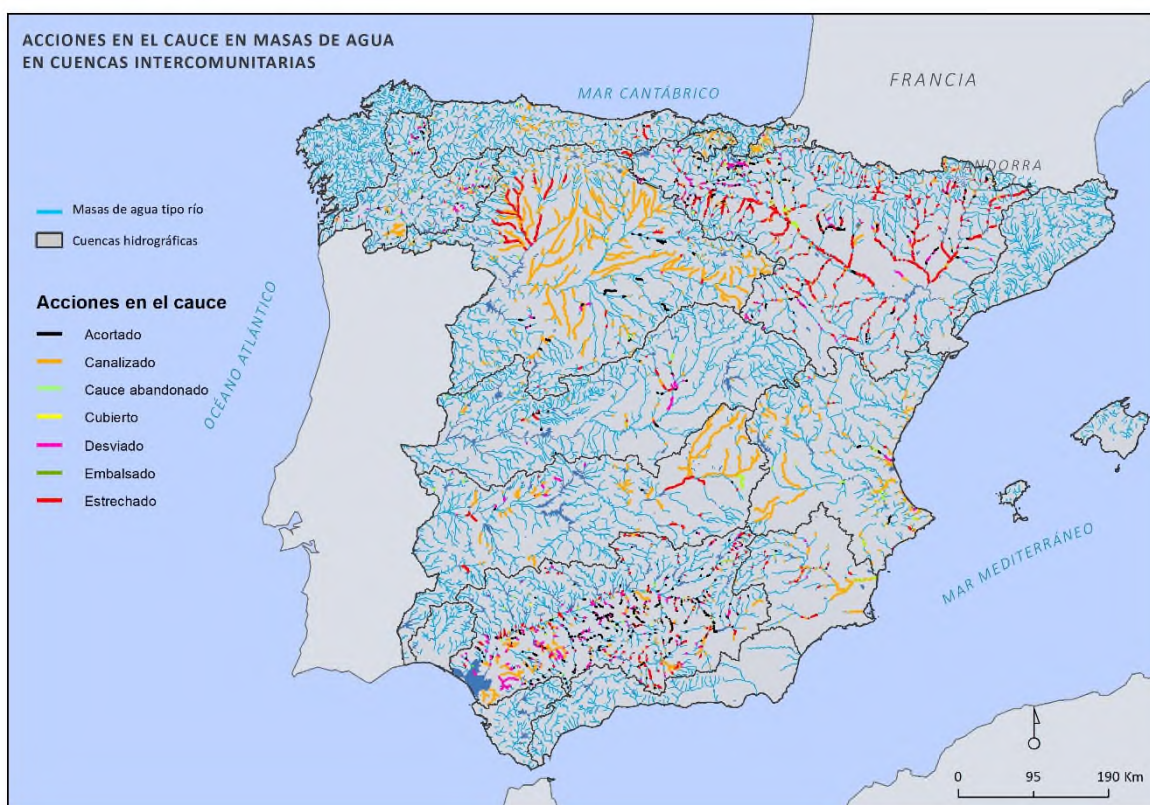 ACCIONES EN EL CAUCE EN MASAS DE AGUA
EN CUENCAS INTERCOMUNITARIAS
MAR CANTÁBRICO
FRANCIA
ANDORRA
Masas de agua tipo río
Cuencas hidrográficas
Acciones en el cauce
Acortado
Canalizado
Cauce abandonado
Cubierto
Desviado
Embalsado
Estrechado
OCÉANO ATLÁNTICO
MAR MEDITERRÁNEO
0 95 190 Km